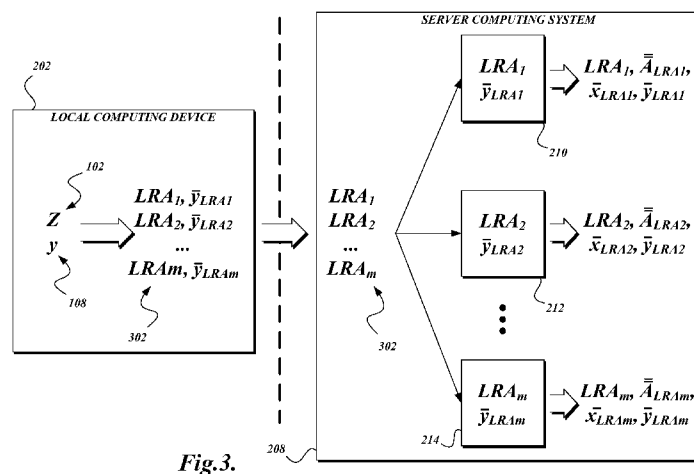 SERVER COMPUTING SYSTEM
202
LOCAL COMPUTING DEVICE
102
Z
y
108
LRA₁, ȳLRA1
LRA₂, ȳLRA2
...
LRAm, ȳLRAm
302
LRA₁
LRA₂
...
LRAₘ
302
LRA₁
ȳLRA1
210
LRA₁, A̿LRA1,
x̄LRA1, ȳLRA1
LRA₂
ȳLRA2
212
LRA₂, A̿LRA2,
x̄LRA2, ȳLRA2
LRAₘ
ȳLRAm
214
LRAₘ, A̿LRAm,
x̄LRAm, ȳLRAm
208
Fig.3.